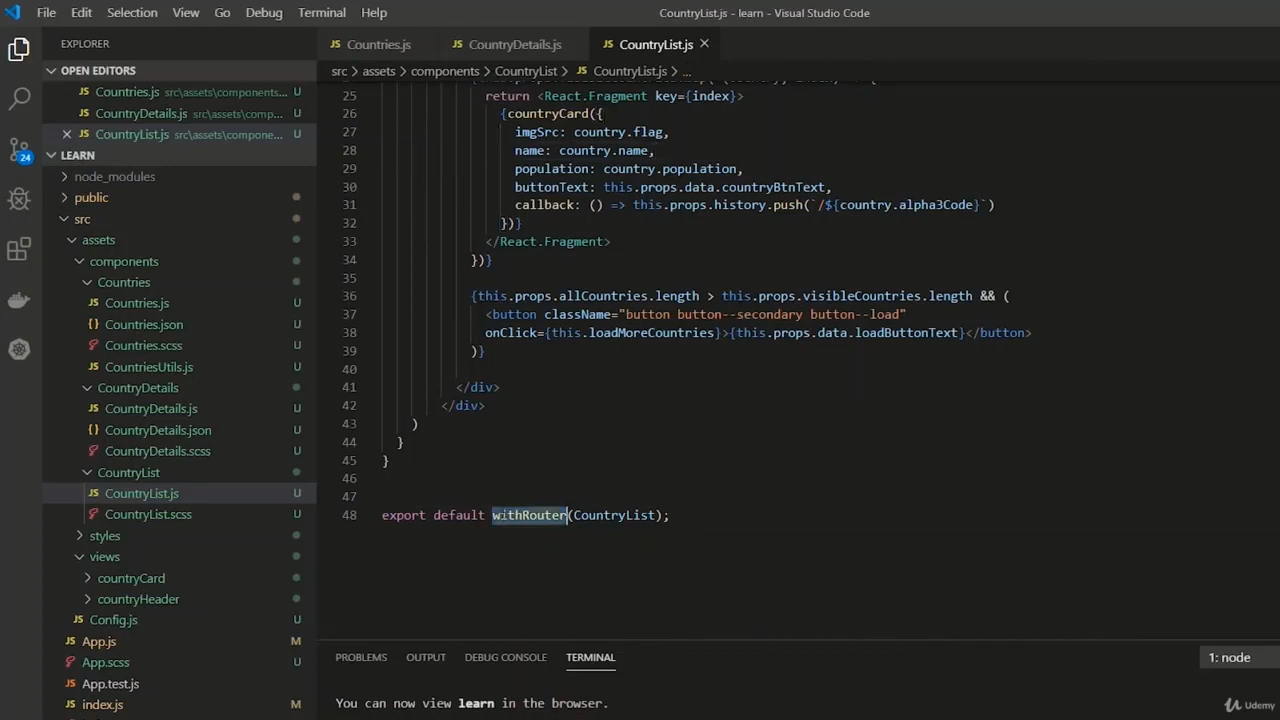 File Edit Selection View Go Debug Terminal Help CountryList.js - learn - Visual Studio Code
EXPLORER
OPEN EDITORS
Countries.js src\assets\components... U
CountryDetails.js src\assets\comp... U
CountryList.js src\assets\compone... U
LEARN
node_modules
public
src
assets
components
Countries
Countries.js U
Countries.json U
Countries.scss U
CountriesUtils.js U
CountryDetails
CountryDetails.js U
CountryDetails.json U
CountryDetails.scss U
CountryList
CountryList.js U
CountryList.scss U
styles
views
countryCard
countryHeader
Config.js U
App.js M
App.scss U
App.test.js
index.js M
24
Countries.js CountryDetails.js CountryList.js
src > assets > components > CountryList > CountryList.js > ...
25 return <React.Fragment key={index}>
26 {countryCard({
27 imgSrc: country.flag,
28 name: country.name,
29 population: country.population,
30 buttonText: this.props.data.countryBtnText,
31 callback: () => this.props.history.push(`/${country.alpha3Code}`)
32 })}
33 </React.Fragment>
34 })}
35
36 {this.props.allCountries.length > this.props.visibleCountries.length && (
37 <button className="button button--secondary button--load"
38 onClick={this.loadMoreCountries}>{this.props.data.loadButtonText}</button>
39 )}
40
41 </div>
42 </div>
43 )
44 }
45 }
46
47
48 export default withRouter(CountryList);
PROBLEMS OUTPUT DEBUG CONSOLE TERMINAL 1: node
You can now view learn in the browser.
Udemy